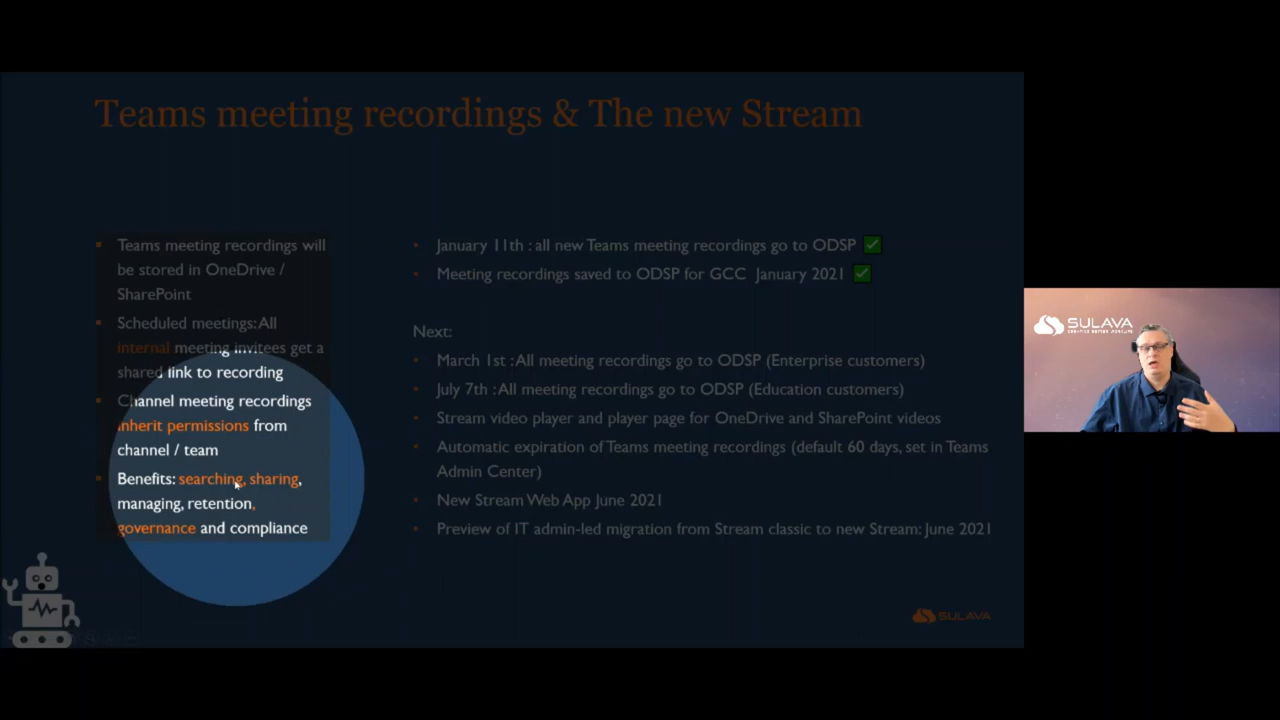 Teams meeting recordings & The new Stream
Teams meeting recordings will
be stored in OneDrive /
SharePoint
Scheduled meetings: All
internal meeting invitees get a
shared link to recording
Channel meeting recordings
inherit permissions from
channel / team
Benefits: searching, sharing,
managing, retention,
governance and compliance
January 11th : all new Teams meeting recordings go to ODSP
Meeting recordings saved to ODSP for GCC January 2021
Next:
March 1st : All meeting recordings go to ODSP (Enterprise customers)
July 7th : All meeting recordings go to ODSP (Education customers)
Stream video player and player page for OneDrive and SharePoint videos
Automatic expiration of Teams meeting recordings (default 60 days, set in Teams
Admin Center)
New Stream Web App June 2021
Preview of IT admin-led migration from Stream classic to new Stream: June 2021
SULAVA
SULAVA